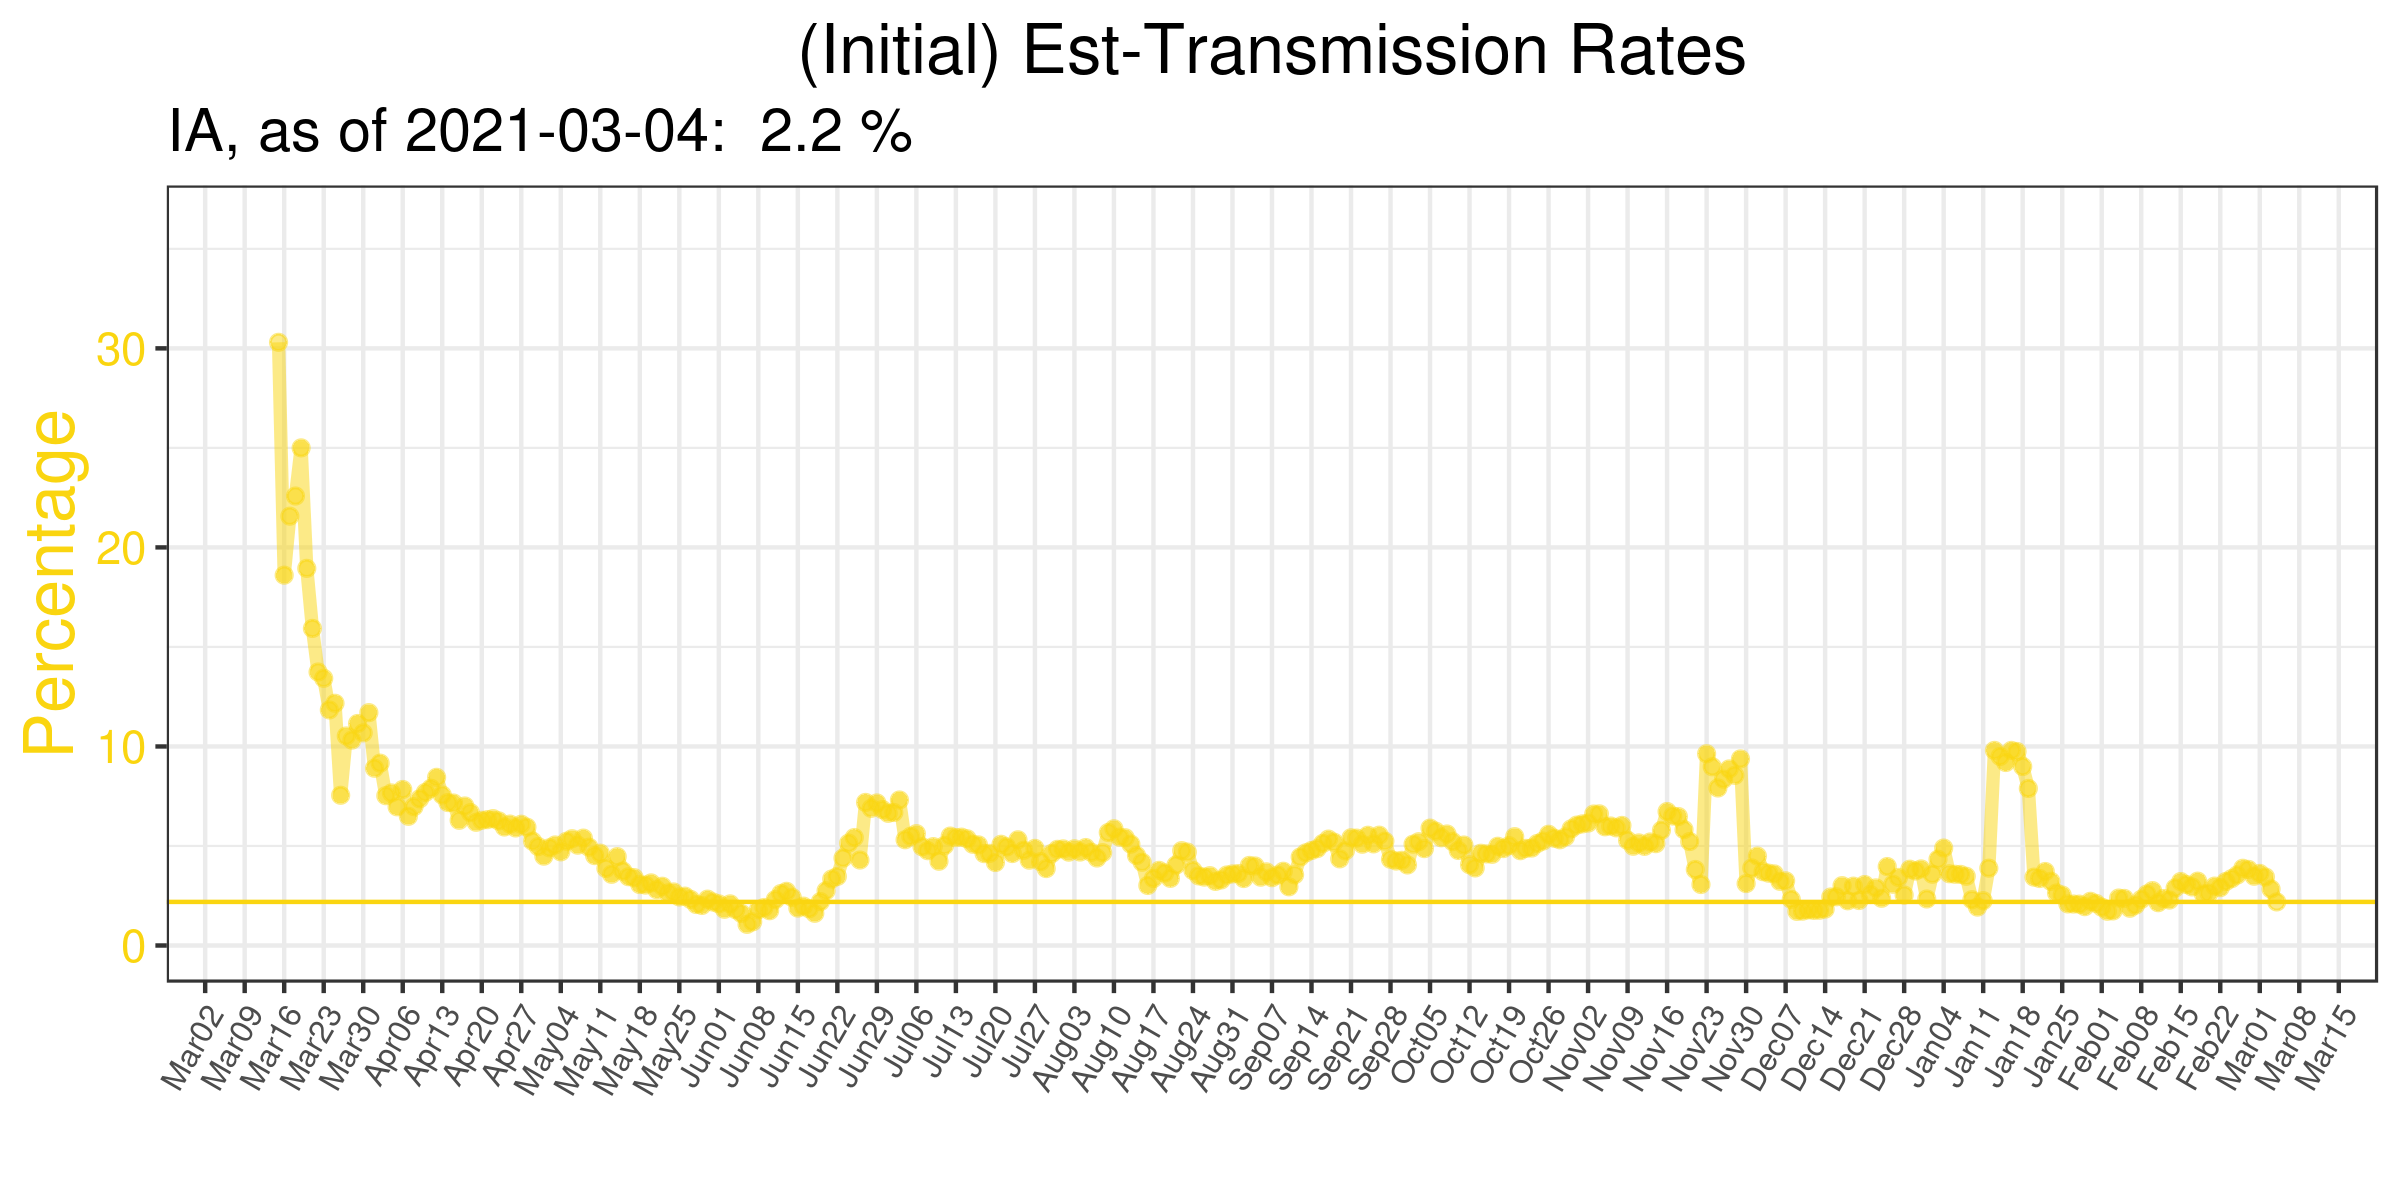 (Initial) Est-Transmission Rates
IA, as of 2021-03-04:  2.2 %
Percentage
30
20
10
0
Mar02
Mar09
Mar16
Mar23
Mar30
Apr06
Apr13
Apr20
Apr27
May04
May11
May18
May25
Jun01
Jun08
Jun15
Jun22
Jun29
Jul06
Jul13
Jul20
Jul27
Aug03
Aug10
Aug17
Aug24
Aug31
Sep07
Sep14
Sep21
Sep28
Oct05
Oct12
Oct19
Oct26
Nov02
Nov09
Nov16
Nov23
Nov30
Dec07
Dec14
Dec21
Dec28
Jan04
Jan11
Jan18
Jan25
Feb01
Feb08
Feb15
Feb22
Mar01
Mar08
Mar15